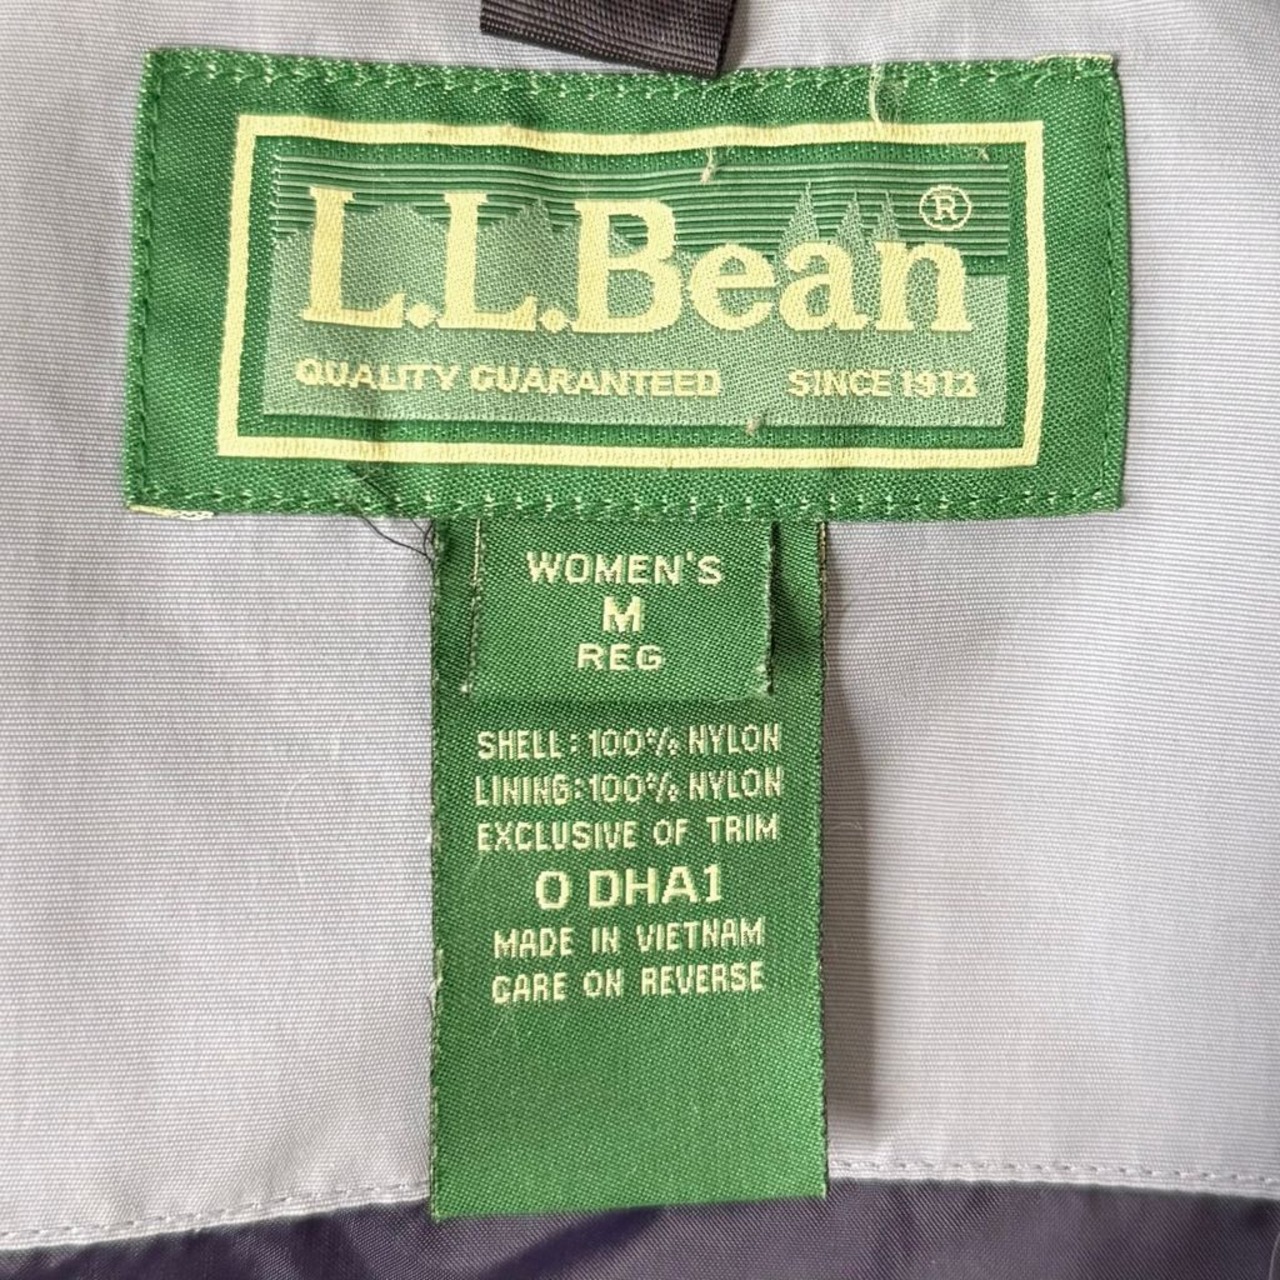 L.L.Bean®
QUALITY GUARANTEED SINCE 1912
WOMEN'S
M
REG
SHELL: 100% NYLON
LINING: 100% NYLON
EXCLUSIVE OF TRIM
O DHA1
MADE IN VIETNAM
CARE ON REVERSE